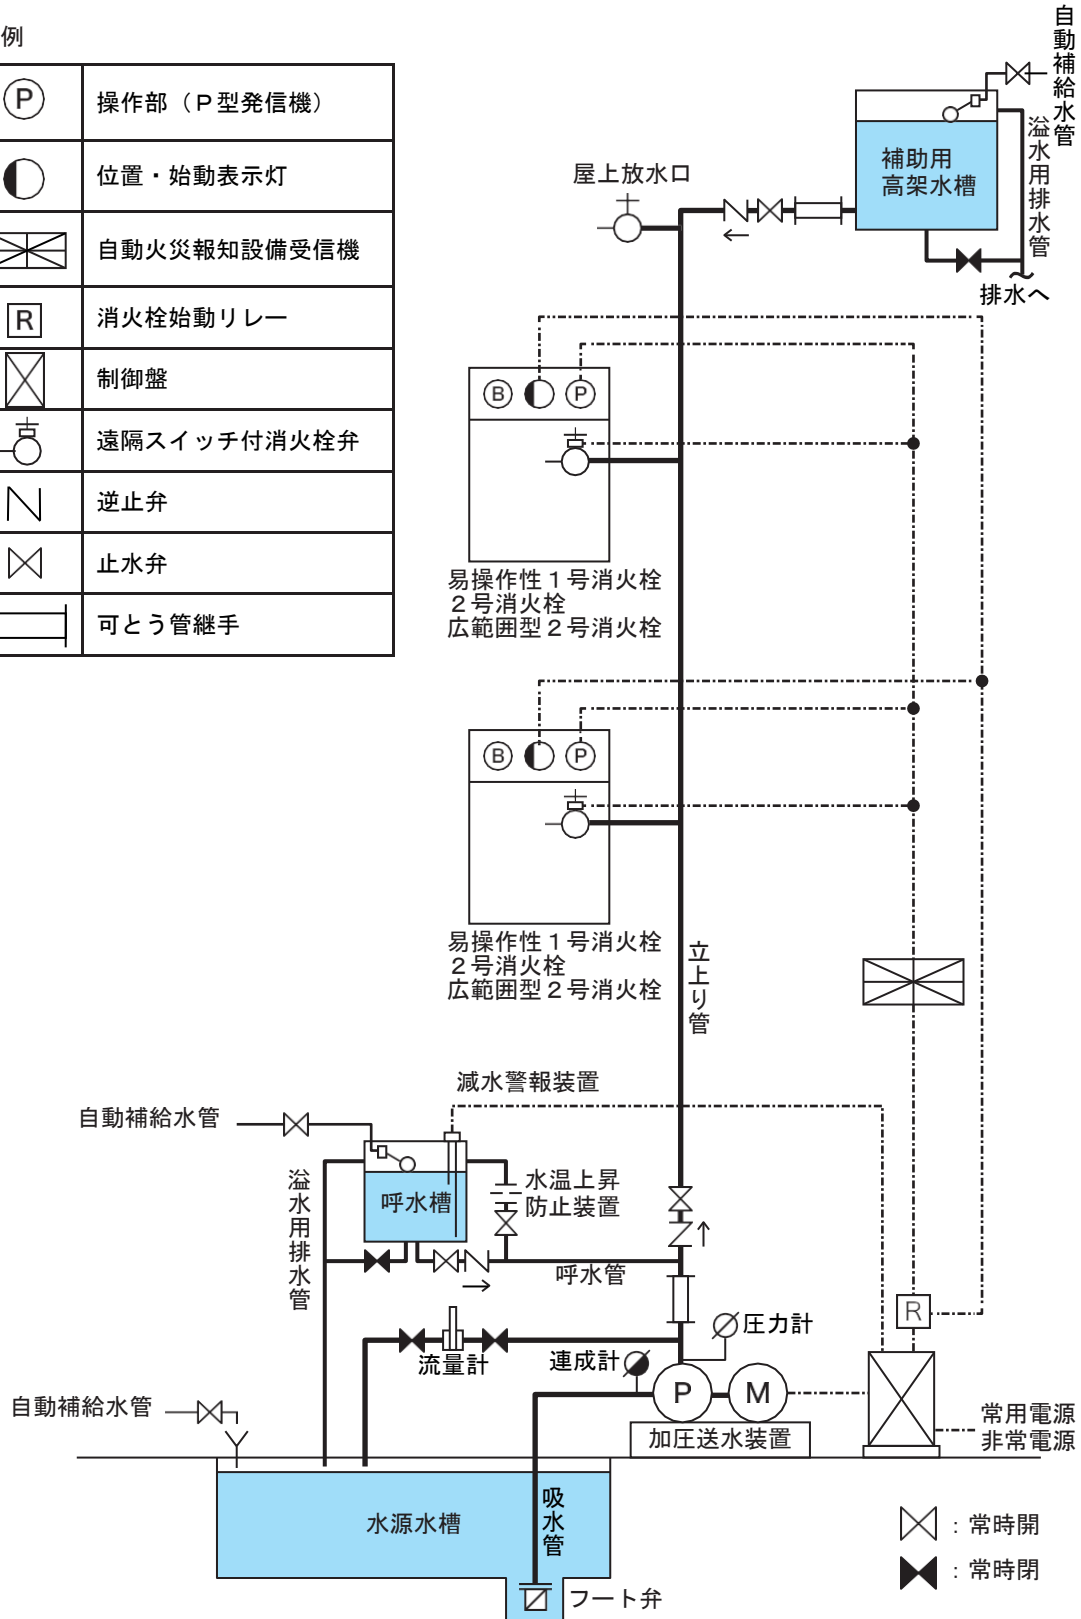 例
P
操作部（P型発信機）
位置・始動表示灯
自動火災報知設備受信機
R
消火栓始動リレー
制御盤
遠隔スイッチ付消火栓弁
逆止弁
止水弁
可とう管継手
自動補給水管
溢水用排水管
補助用
高架水槽
排水へ
屋上放水口
B
P
易操作性1号消火栓
2号消火栓
広範囲型2号消火栓
B
P
易操作性1号消火栓
2号消火栓
広範囲型2号消火栓
立上り管
減水警報装置
自動補給水管
溢水用排水管
呼水槽
水温上昇
防止装置
呼水管
流量計
連成計
圧力計
P
M
加圧送水装置
R
常用電源
非常電源
自動補給水管
水源水槽
吸水管
フート弁
：常時開
：常時閉